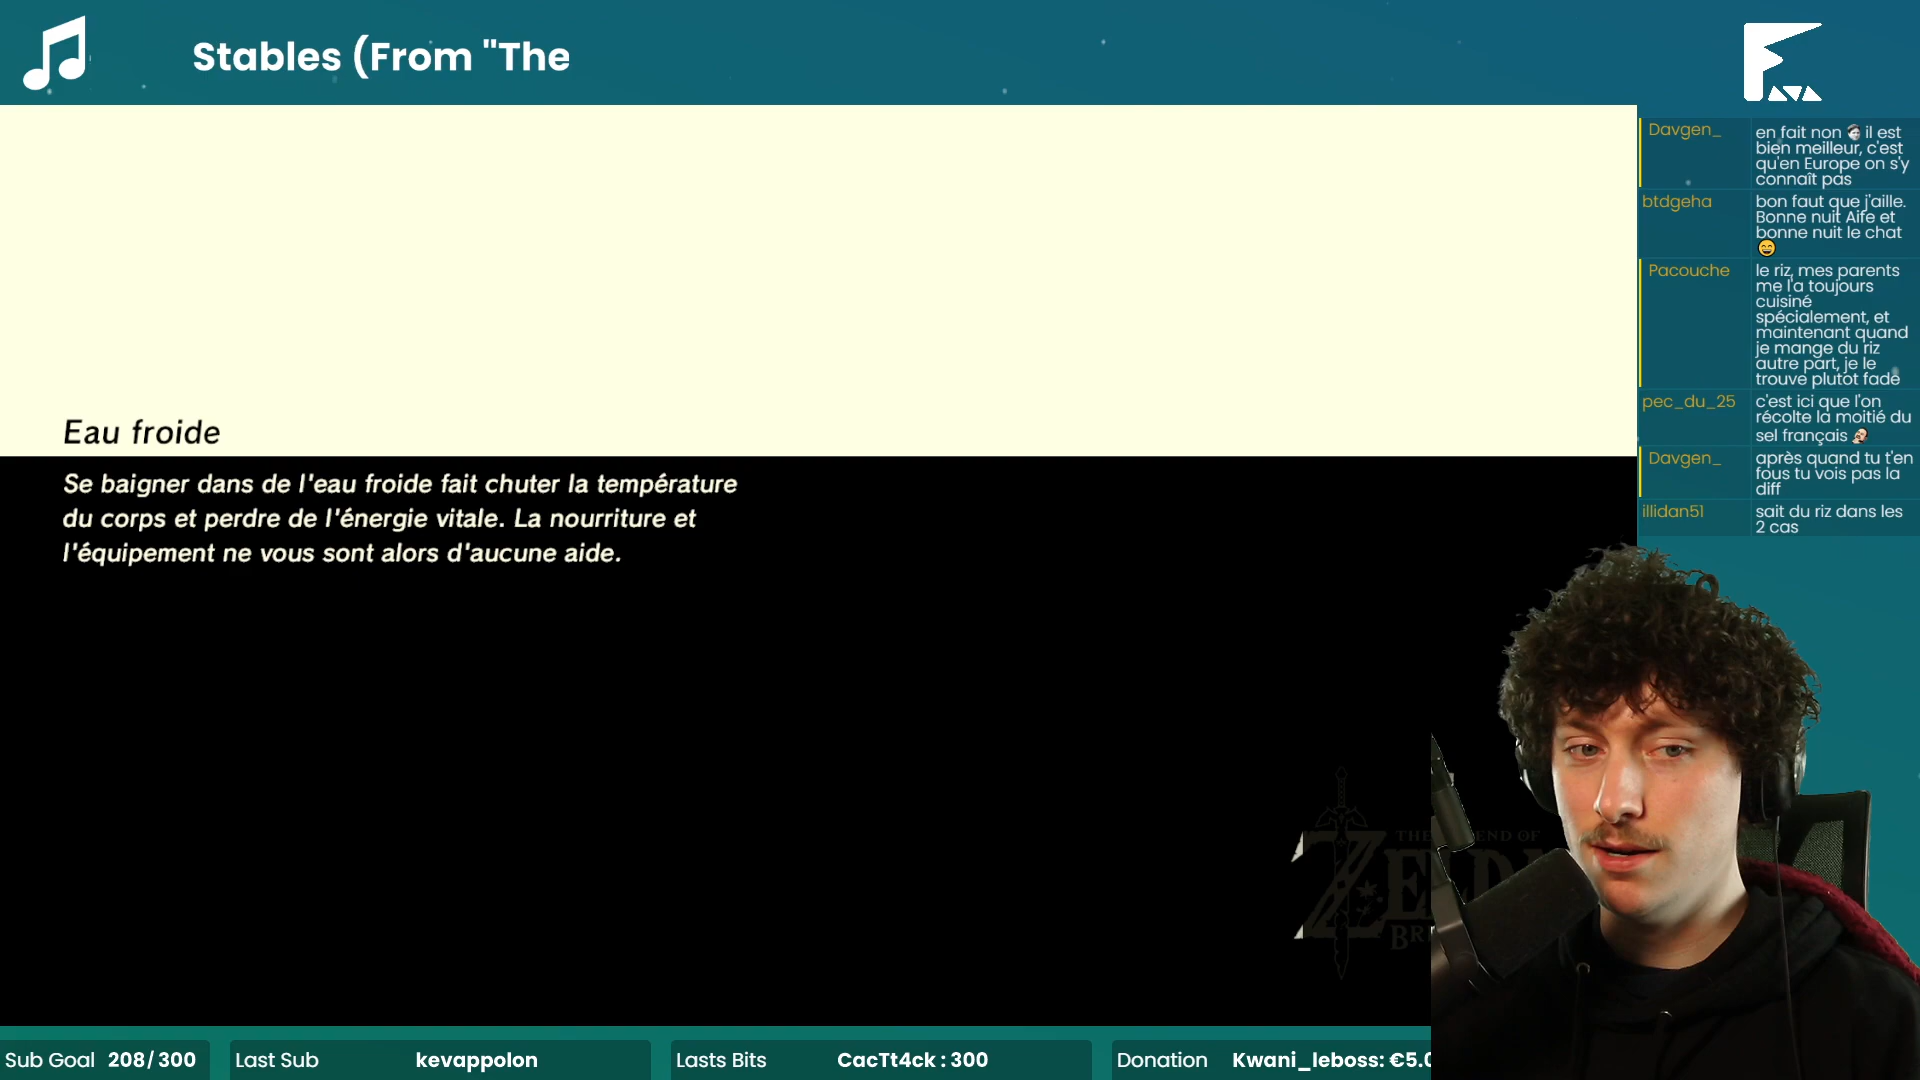 Stables (From "The
Davgen_
en fait non il est
bien meilleur, c'est
qu'en Europe on s'y
connaît pas
btdgeha
bon faut que j'aille.
Bonne nuit Aife et
bonne nuit le chat
Pacouche
le riz, mes parents
me l'a toujours
cuisiné
spécialement, et
maintenant quand
je mange du riz
autre part, je le
trouve plutot fade
pec_du_25
c'est ici que l'on
récolte la moitié du
sel français
Davgen_
après quand tu t'en
fous tu vois pas la
diff
illidan51
sait du riz dans les
2 cas
Eau froide
Se baigner dans de l'eau froide fait chuter la température
du corps et perdre de l'énergie vitale. La nourriture et
l'équipement ne vous sont alors d'aucune aide.
Sub Goal 208/300
Last Sub kevappolon
Lasts Bits CacTt4ck : 300
Donation Kwani_leboss: